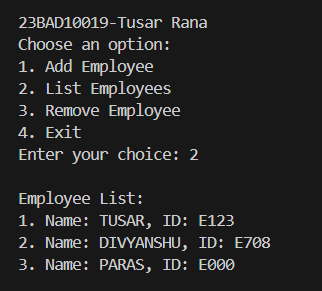 23BAD10019-Tusar Rana
Choose an option:
1. Add Employee
2. List Employees
3. Remove Employee
4. Exit
Enter your choice: 2
Employee List:
1. Name: TUSAR, ID: E123
2. Name: DIVYANSHU, ID: E708
3. Name: PARAS, ID: E000